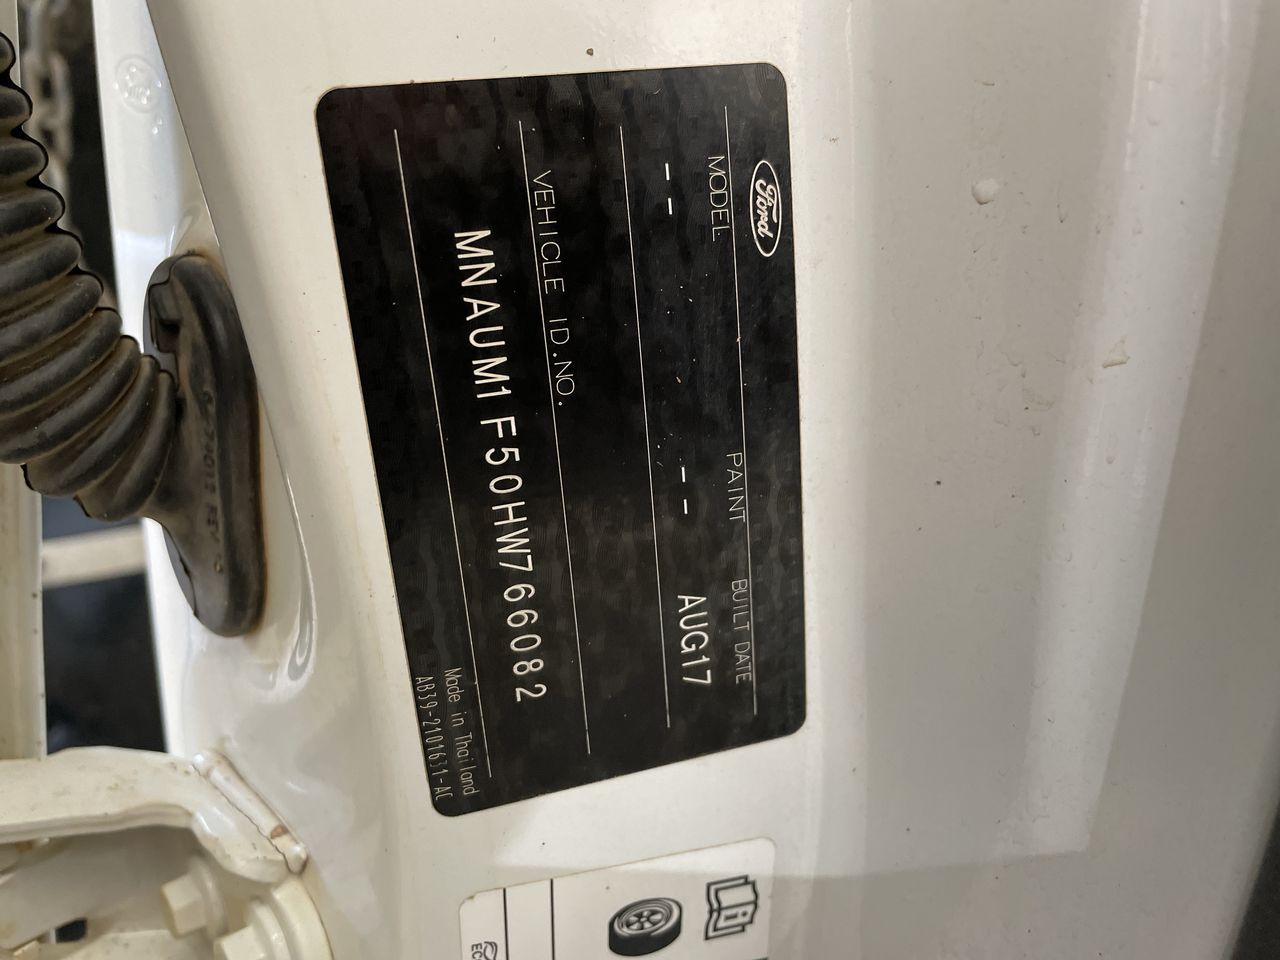 Ford
MODEL PAINT BUILT DATE
-- -- AUG17
VEHICLE ID.NO.
MNAUM1F50HW766082
Made in Thailand
AB39-2101631-AC